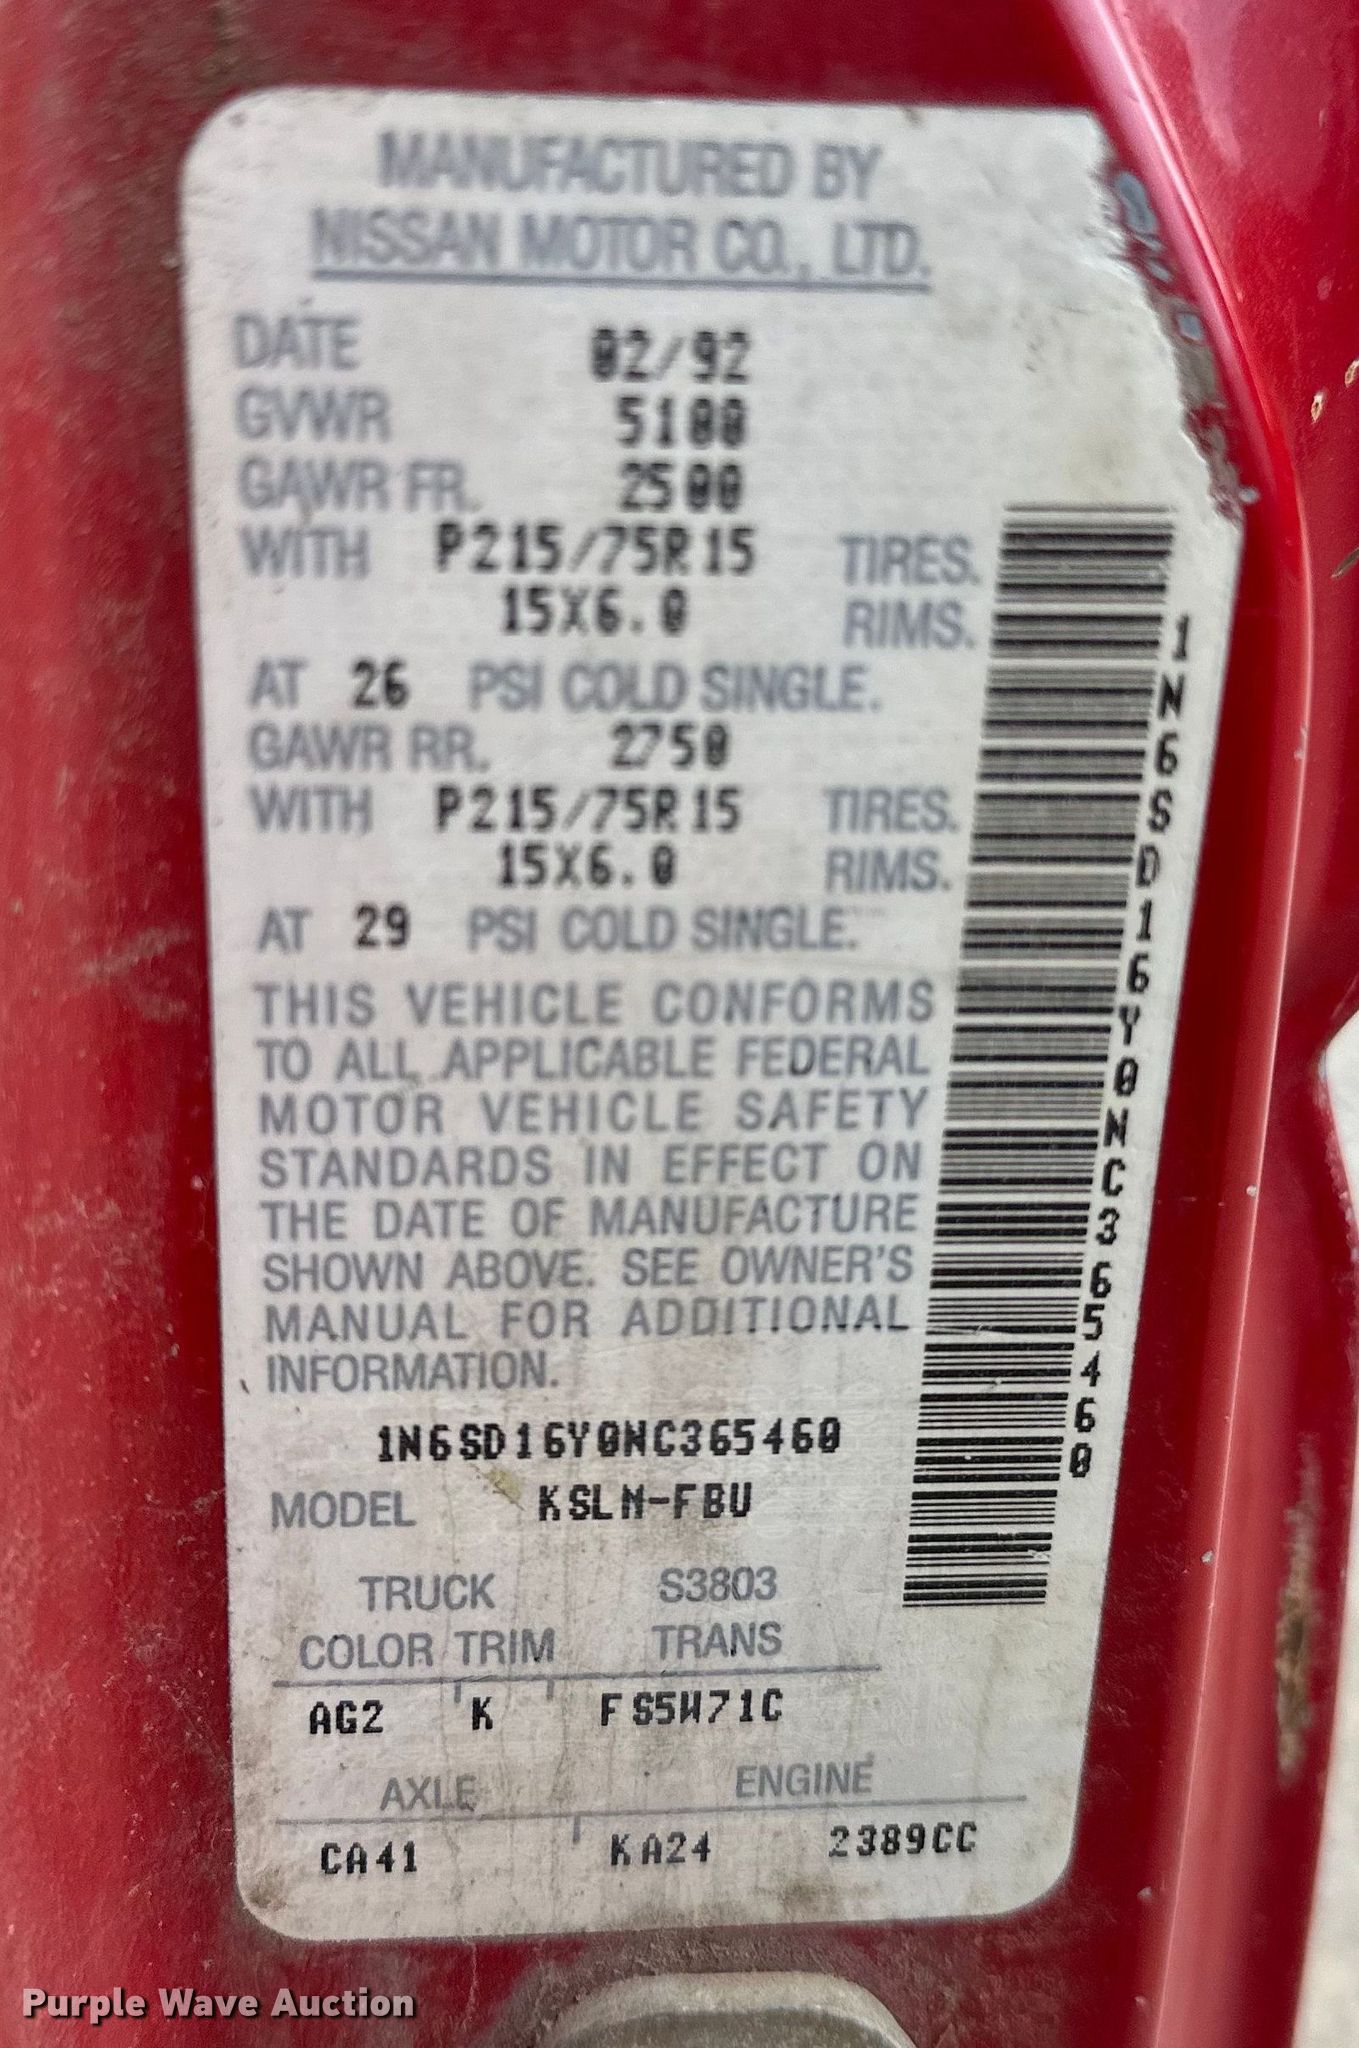 MANUFACTURED BY
NISSAN MOTOR CO., LTD.
DATE 02/92
GVWR 5100
GAWR FR. 2500
WITH P215/75R15 TIRES.
15X6.0 RIMS.
AT 26 PSI COLD SINGLE.
GAWR RR. 2750
WITH P215/75R15 TIRES.
15X6.0 RIMS.
AT 29 PSI COLD SINGLE.
THIS VEHICLE CONFORMS
TO ALL APPLICABLE FEDERAL
MOTOR VEHICLE SAFETY
STANDARDS IN EFFECT ON
THE DATE OF MANUFACTURE
SHOWN ABOVE. SEE OWNER'S
MANUAL FOR ADDITIONAL
INFORMATION.
1N6SD16Y0NC365460
MODEL KSLM-FBU
TRUCK S3803
COLOR TRIM TRANS
AG2 K FS5W71C
AXLE ENGINE
CA41 KA24 2389CC
1N6SD16Y0NC365460
Purple Wave Auction